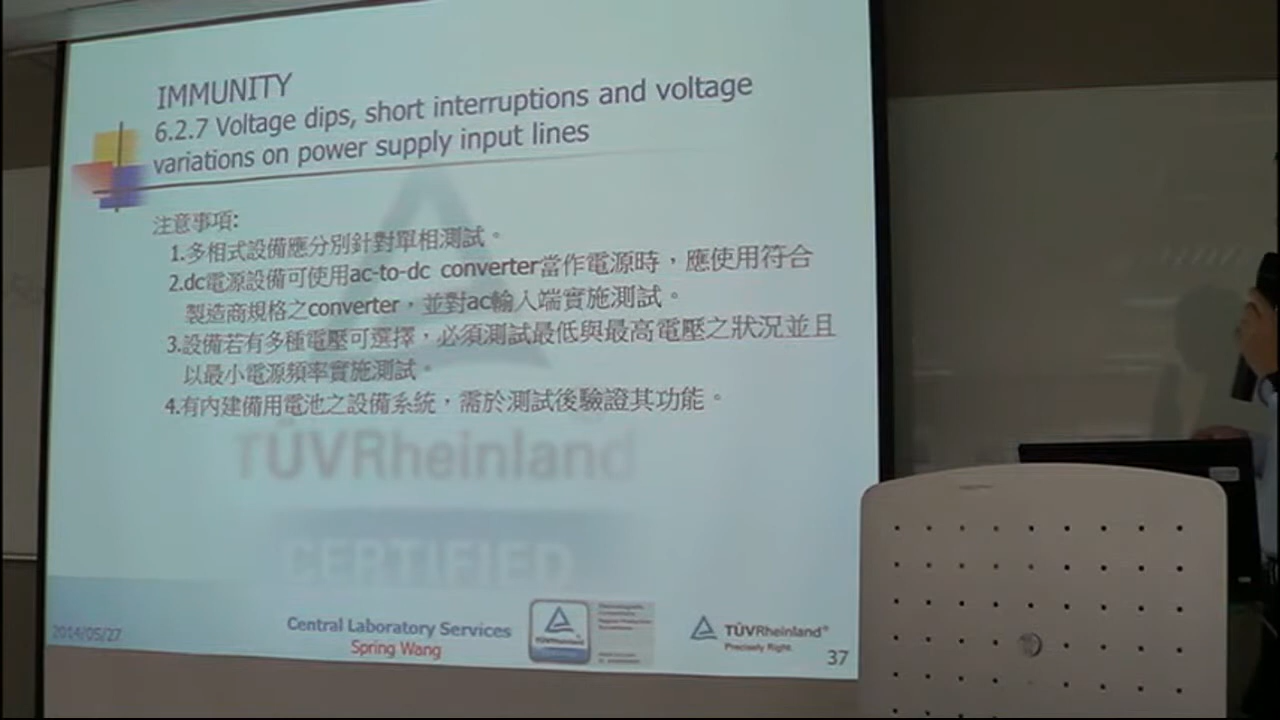 IMMUNITY
6.2.7 Voltage dips, short interruptions and voltage
variations on power supply input lines
注意事項:
1.多相式設備應分別針對單相測試。
2.dc電源設備可使用ac-to-dc converter當作電源時，應使用符合
製造商規格之converter，並對ac輸入端實施測試。
3.設備若有多種電壓可選擇，必須測試最低與最高電壓之狀況並且
以最小電源頻率實施測試。
4.有內建備用電池之設備系統，需於測試後驗證其功能。
TÜVRheinland
CERTIFIED
2014/05/27
Central Laboratory Services
Spring Wang
TÜVRheinland®
Precisely Right.
37